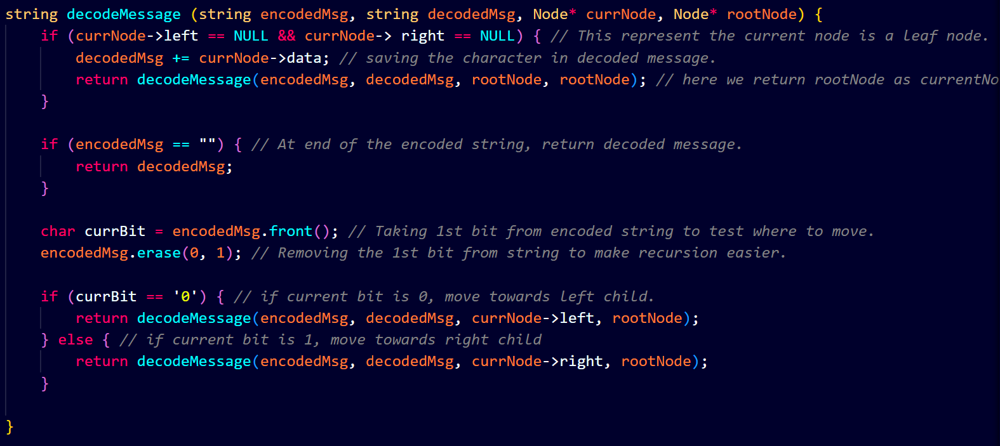 string decodeMessage (string encodedMsg, string decodedMsg, Node* currNode, Node* rootNode) {
    if (currNode->left == NULL && currNode-> right == NULL) { // This represent the current node is a leaf node.
        decodedMsg += currNode->data; // saving the character in decoded message.
        return decodeMessage(encodedMsg, decodedMsg, rootNode, rootNode); // here we return rootNode as currentNo
    }
    if (encodedMsg == "") { // At end of the encoded string, return decoded message.
        return decodedMsg;
    }
    char currBit = encodedMsg.front(); // Taking 1st bit from encoded string to test where to move.
    encodedMsg.erase(0, 1); // Removing the 1st bit from string to make recursion easier.
    if (currBit == '0') { // if current bit is 0, move towards left child.
        return decodeMessage(encodedMsg, decodedMsg, currNode->left, rootNode);
    } else { // if current bit is 1, move towards right child
        return decodeMessage(encodedMsg, decodedMsg, currNode->right, rootNode);
    }
}